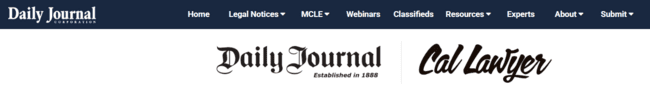 Daily Journal
CORPORATION
Home Legal Notices MCLE Webinars Classifieds Resources Experts About Submit
Daily Journal
Established in 1888
Cal Lawyer